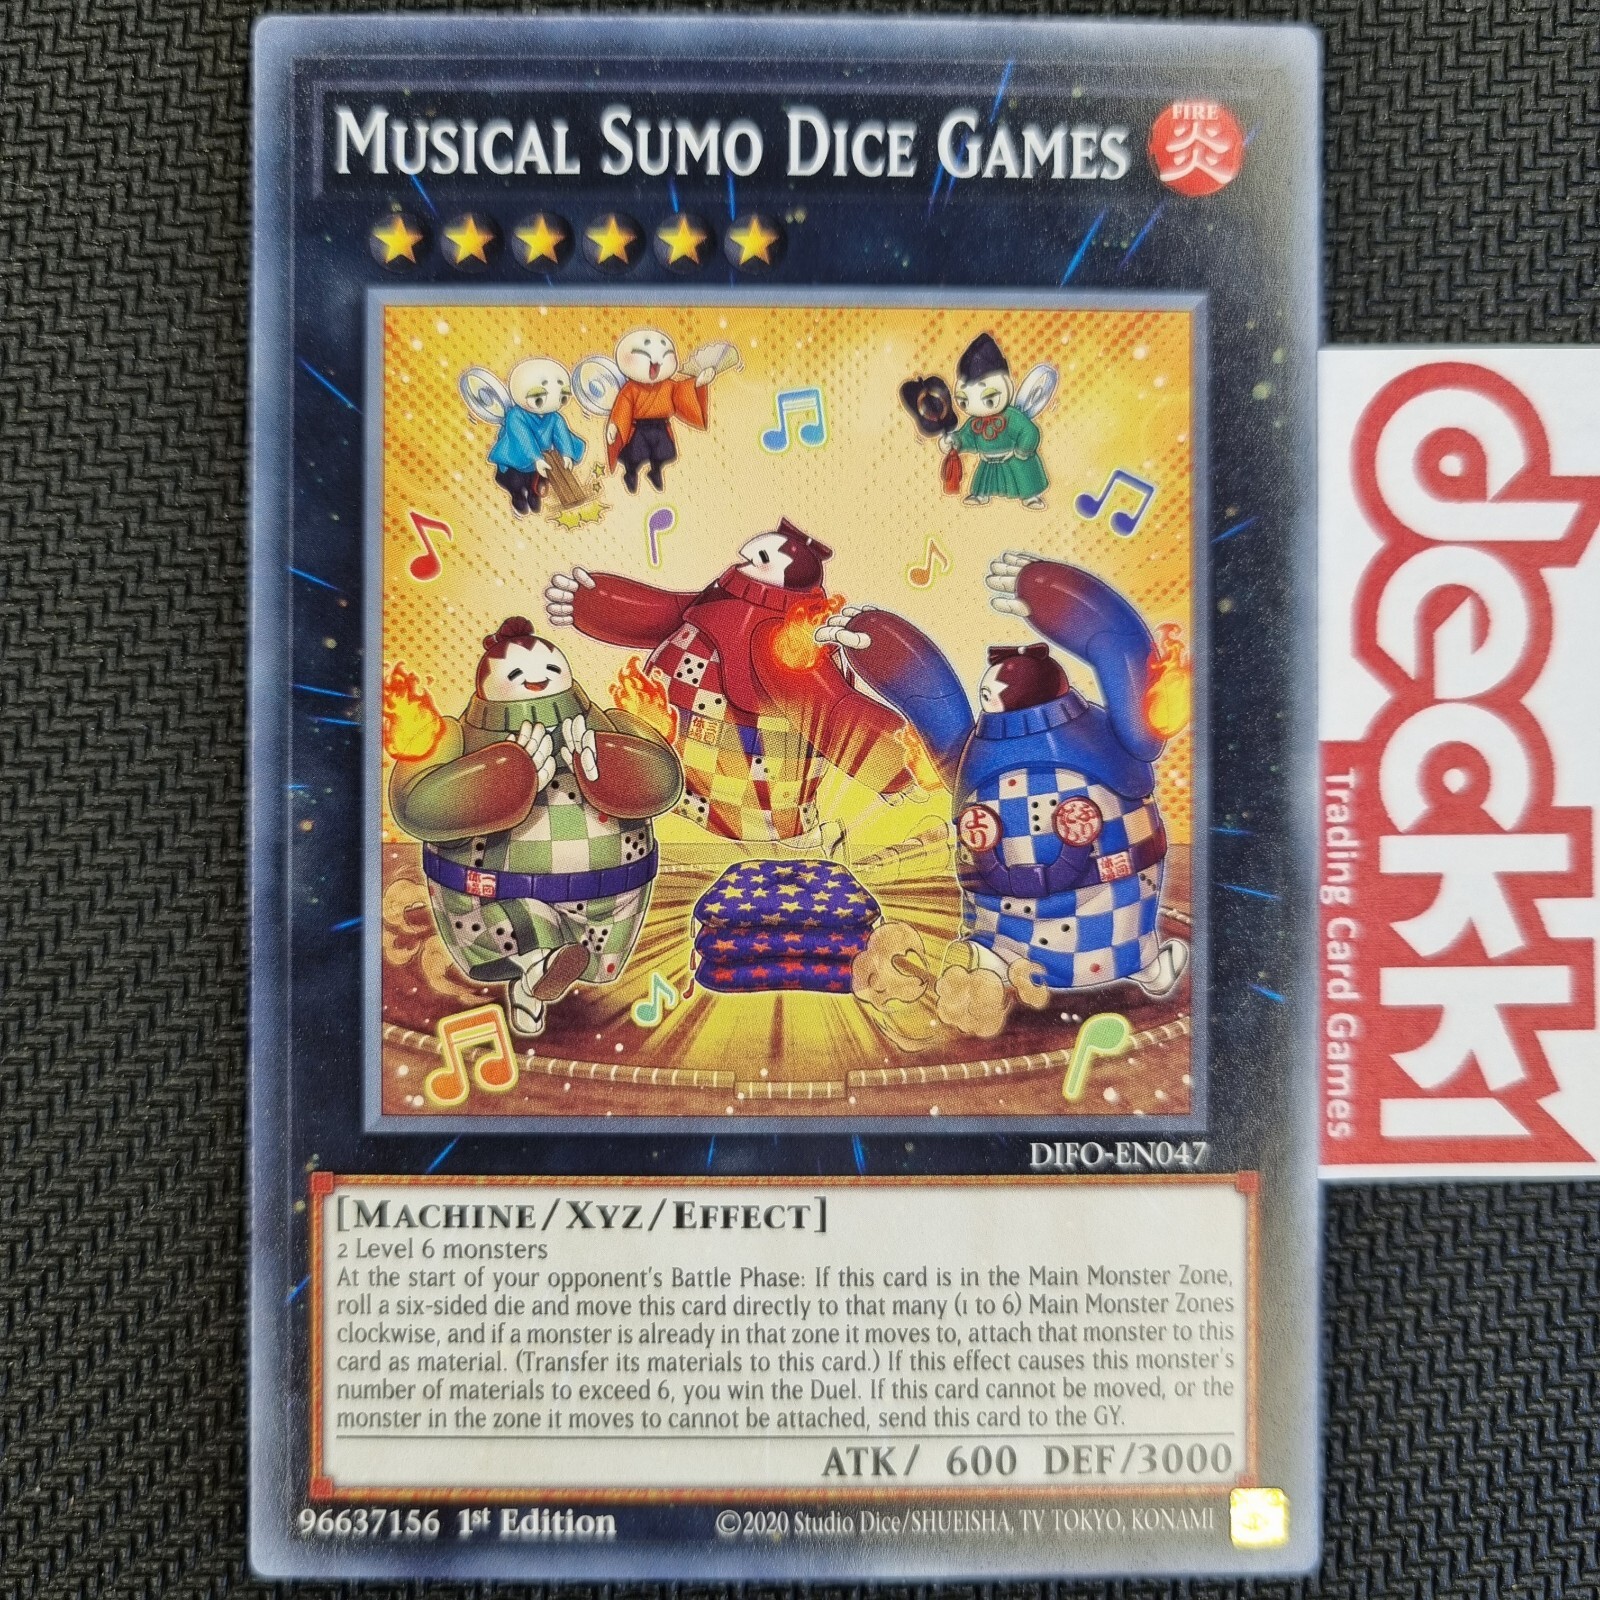 MUSICAL SUMO DICE GAMES
FIRE
炎
より
DIFO-EN047
[MACHINE/XYZ/EFFECT]
2 Level 6 monsters
At the start of your opponent's Battle Phase: If this card is in the Main Monster Zone,
roll a six-sided die and move this card directly to that many (1 to 6) Main Monster Zones
clockwise, and if a monster is already in that zone it moves to, attach that monster to this
card as material. (Transfer its materials to this card.) If this effect causes this monster's
number of materials to exceed 6, you win the Duel. If this card cannot be moved, or the
monster in the zone it moves to cannot be attached, send this card to the GY.
ATK/ 600 DEF/3000
96637156 1st Edition
©2020 Studio Dice/SHUEISHA, TV TOKYO, KONAMI
deckki
Trading Card Games